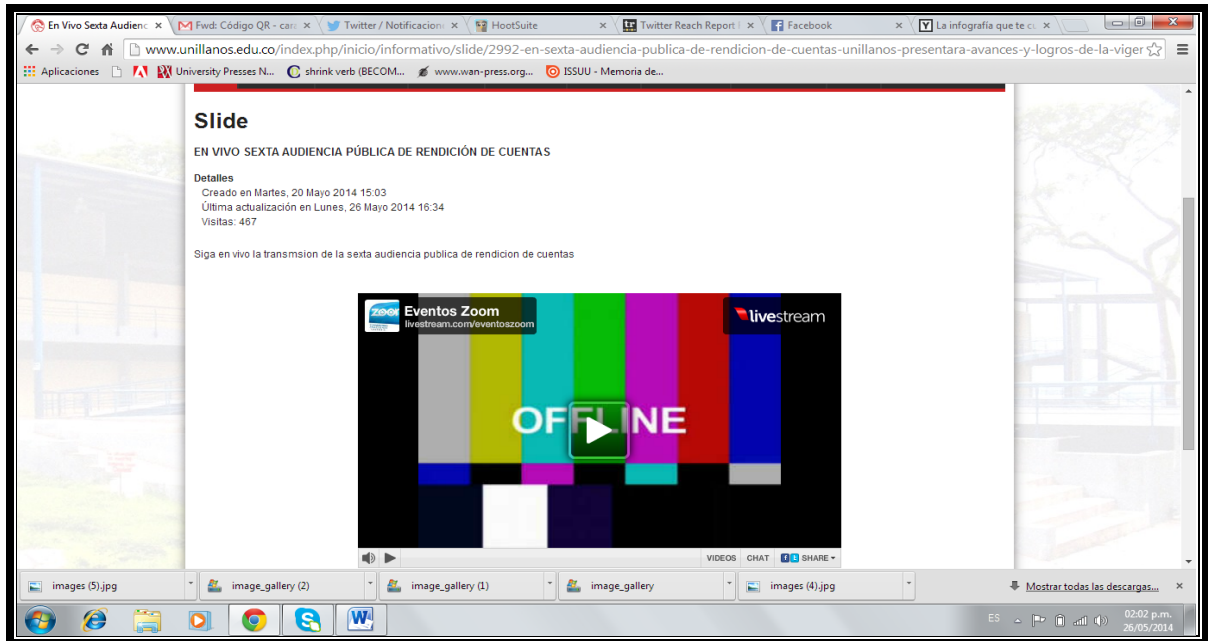 En Vivo Sexta Audienc
Fwd: Código QR - cara
Twitter / Notificacione
HootSuite
Twitter Reach Report
Facebook
La infografía que te cu
www.unillanos.edu.co/index.php/inicio/informativo/slide/2992-en-sexta-audiencia-publica-de-rendicion-de-cuentas-unillanos-presentara-avances-y-logros-de-la-viger
Aplicaciones
University Presses N...
shrink verb (BECOM...
www.wan-press.org...
ISSUU - Memoria de...
Slide
EN VIVO SEXTA AUDIENCIA PÚBLICA DE RENDICIÓN DE CUENTAS
Detalles
Creado en Martes, 20 Mayo 2014 15:03
Última actualización en Lunes, 26 Mayo 2014 16:34
Visitas: 467
Siga en vivo la transmsion de la sexta audiencia publica de rendicion de cuentas
zoom
Eventos Zoom
livestream.com/eventoszoom
livestream
OFFLINE
VIDEOS CHAT SHARE
images (5).jpg
image_gallery (2)
image_gallery (1)
image_gallery
images (4).jpg
Mostrar todas las descargas...
ES
02:02 p.m.
26/05/2014